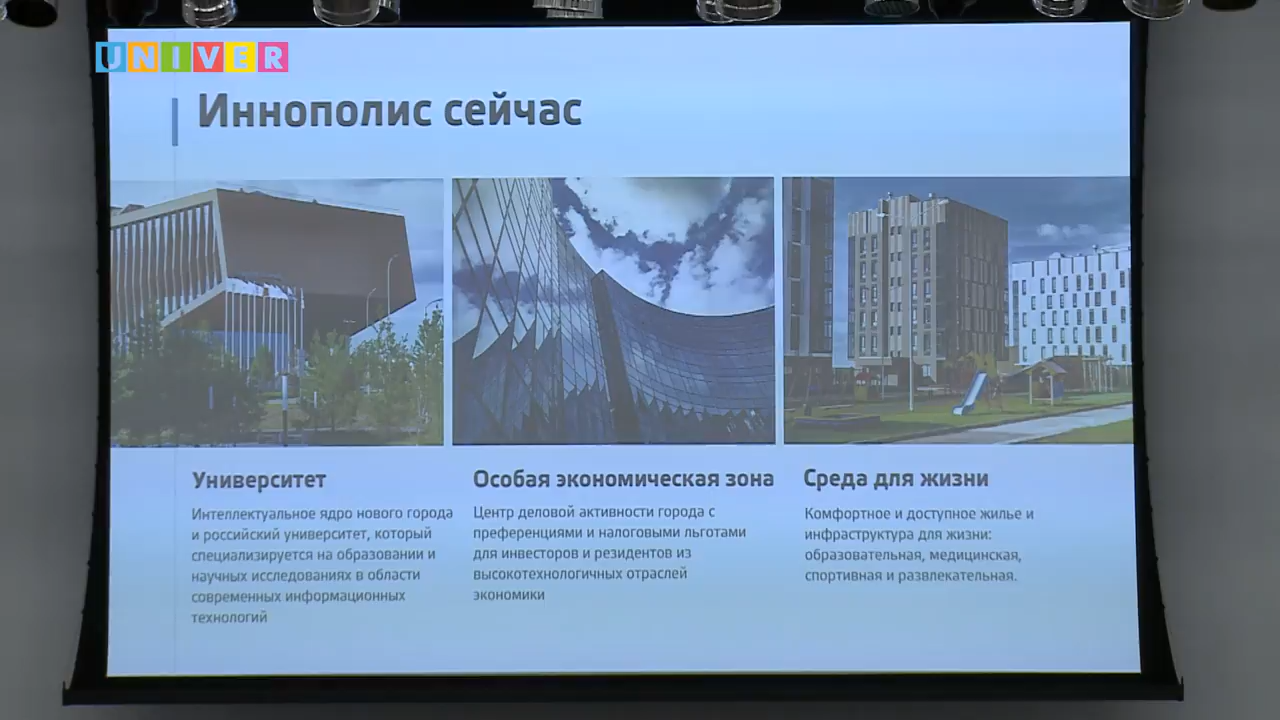 UNIVER
Иннополис сейчас
Университет
Интеллектуальное ядро нового города
и российский университет, который
специализируется на образовании и
научных исследованиях в области
современных информационных
технологий
Особая экономическая зона
Центр деловой активности города с
преференциями и налоговыми льготами
для инвесторов и резидентов из
высокотехнологичных отраслей
экономики
Среда для жизни
Комфортное и доступное жилье и
инфраструктура для жизни:
образовательная, медицинская,
спортивная и развлекательная.